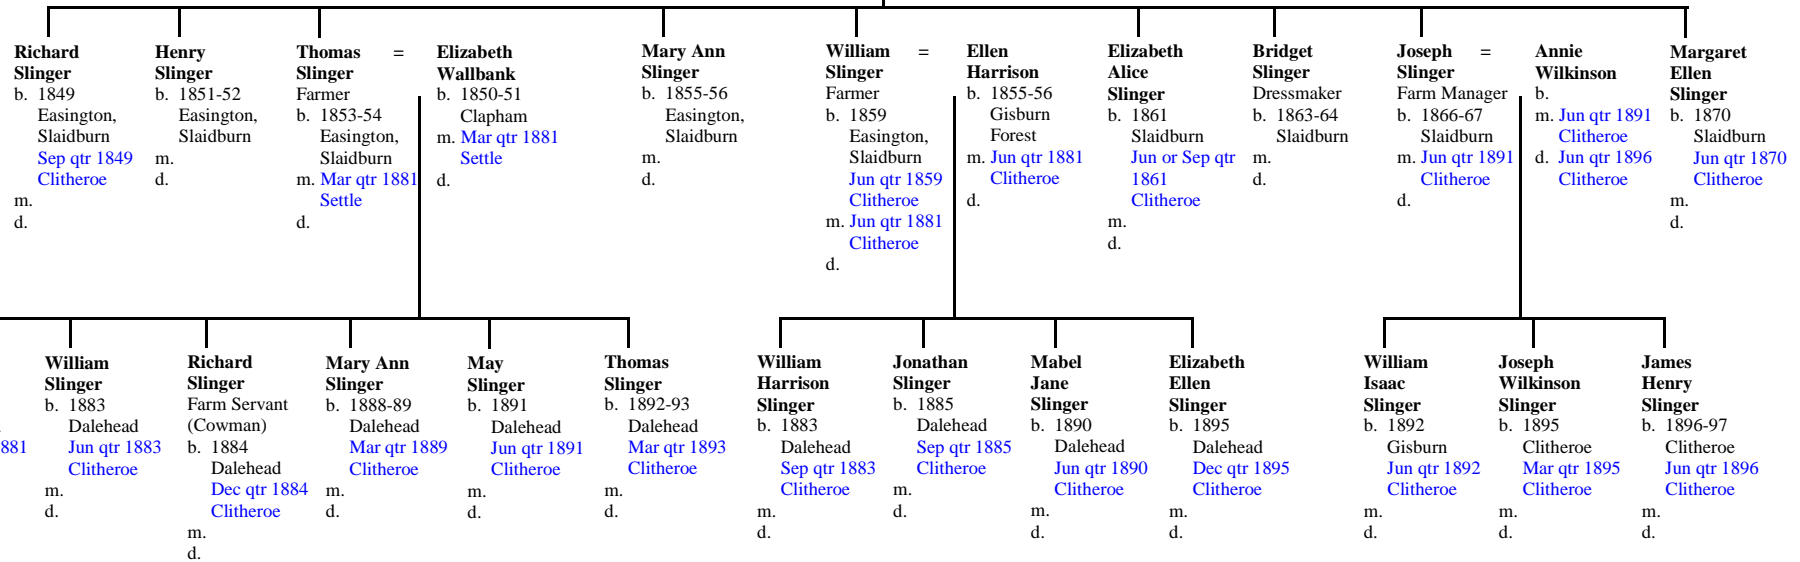 Richard
Slinger
b. 1849
Easington,
Slaidburn
Sep qtr 1849
Clitheroe
m.
d.
Henry
Slinger
b. 1851-52
Easington,
Slaidburn
m.
d.
Thomas =
Slinger
Farmer
b. 1853-54
Easington,
Slaidburn
m. Mar qtr 1881
Settle
d.
Elizabeth
Wallbank
b. 1850-51
Clapham
m. Mar qtr 1881
Settle
d.
Mary Ann
Slinger
b. 1855-56
Easington,
Slaidburn
m.
d.
William =
Slinger
Farmer
b. 1859
Easington,
Slaidburn
Jun qtr 1859
Clitheroe
m. Jun qtr 1881
Clitheroe
d.
Ellen
Harrison
b. 1855-56
Gisburn
Forest
m. Jun qtr 1881
Clitheroe
d.
Elizabeth
Alice
Slinger
b. 1861
Slaidburn
Jun or Sep qtr
1861
Clitheroe
m.
d.
Bridget
Slinger
Dressmaker
b. 1863-64
Slaidburn
m.
d.
Joseph =
Slinger
Farm Manager
b. 1866-67
Slaidburn
m. Jun qtr 1891
Clitheroe
d.
Annie
Wilkinson
b.
m. Jun qtr 1891
Clitheroe
d. Jun qtr 1896
Clitheroe
Margaret
Ellen
Slinger
b. 1870
Slaidburn
Jun qtr 1870
Clitheroe
m.
d.
881
William
Slinger
b. 1883
Dalehead
Jun qtr 1883
Clitheroe
m.
d.
Richard
Slinger
Farm Servant
(Cowman)
b. 1884
Dalehead
Dec qtr 1884
Clitheroe
m.
d.
Mary Ann
Slinger
b. 1888-89
Dalehead
Mar qtr 1889
Clitheroe
m.
d.
May
Slinger
b. 1891
Dalehead
Jun qtr 1891
Clitheroe
m.
d.
Thomas
Slinger
b. 1892-93
Dalehead
Mar qtr 1893
Clitheroe
m.
d.
William
Harrison
Slinger
b. 1883
Dalehead
Sep qtr 1883
Clitheroe
m.
d.
Jonathan
Slinger
b. 1885
Dalehead
Sep qtr 1885
Clitheroe
m.
d.
Mabel
Jane
Slinger
b. 1890
Dalehead
Jun qtr 1890
Clitheroe
m.
d.
Elizabeth
Ellen
Slinger
b. 1895
Dalehead
Dec qtr 1895
Clitheroe
m.
d.
William
Isaac
Slinger
b. 1892
Gisburn
Jun qtr 1892
Clitheroe
m.
d.
Joseph
Wilkinson
Slinger
b. 1895
Clitheroe
Mar qtr 1895
Clitheroe
m.
d.
James
Henry
Slinger
b. 1896-97
Clitheroe
Jun qtr 1896
Clitheroe
m.
d.